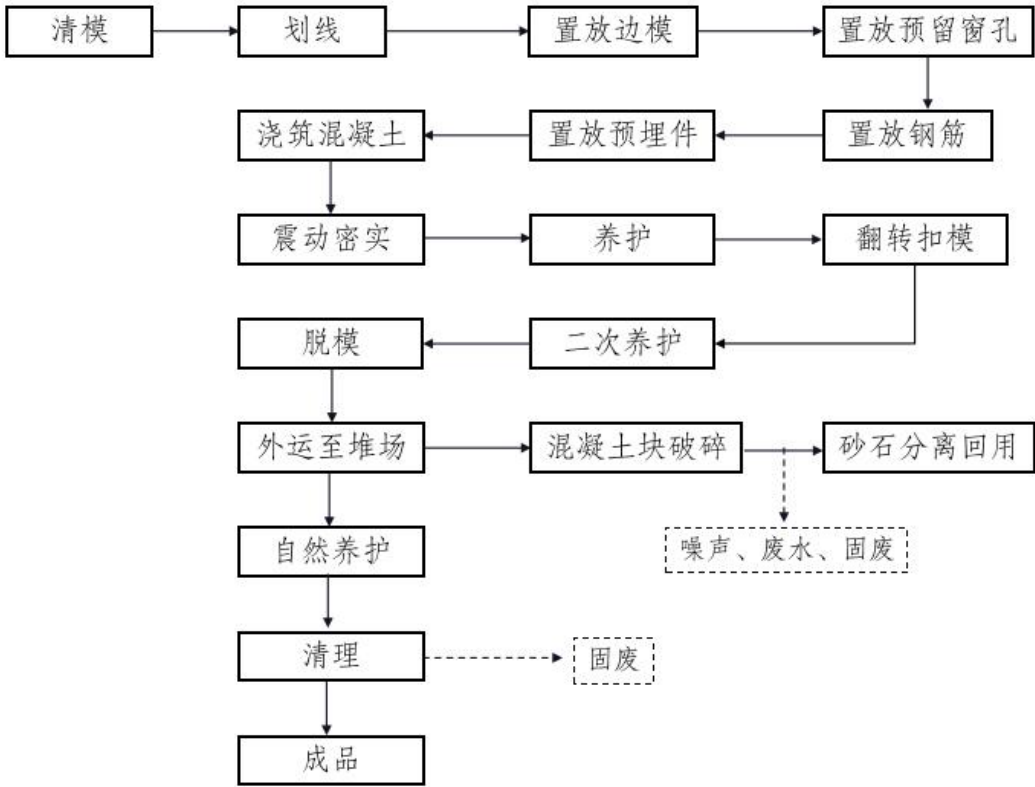 清模
划线
置放边模
置放预留窗孔
浇筑混凝土
置放预埋件
置放钢筋
震动密实
养护
翻转扣模
脱模
二次养护
外运至堆场
混凝土块破碎
砂石分离回用
自然养护
噪声、废水、固废
清理
固废
成品